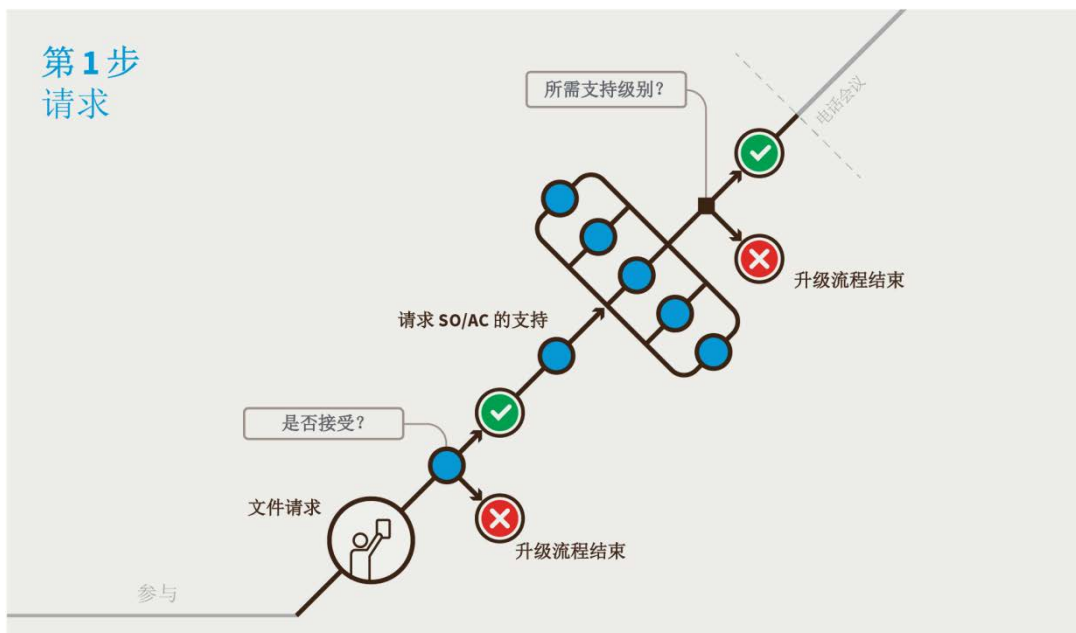 第 1 步
请求
所需支持级别？
电话会议
升级流程结束
请求 SO/AC 的支持
是否接受？
文件请求
升级流程结束
参与